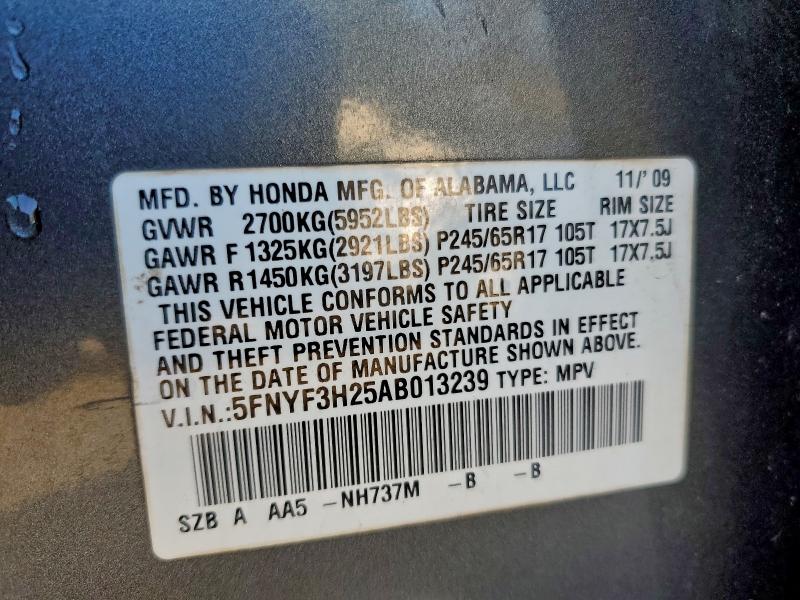 MFD. BY HONDA MFG. OF ALABAMA, LLC 11/'09
GVWR 2700KG(5952LBS) TIRE SIZE RIM SIZE
GAWR F 1325KG(2921LBS) P245/65R17 105T 17X7.5J
GAWR R1450KG(3197LBS) P245/65R17 105T 17X7.5J
THIS VEHICLE CONFORMS TO ALL APPLICABLE
FEDERAL MOTOR VEHICLE SAFETY
AND THEFT PREVENTION STANDARDS IN EFFECT
ON THE DATE OF MANUFACTURE SHOWN ABOVE.
V.I.N.:5FNYF3H25AB013239 TYPE: MPV
SZB A AA5 -NH737M -B -B